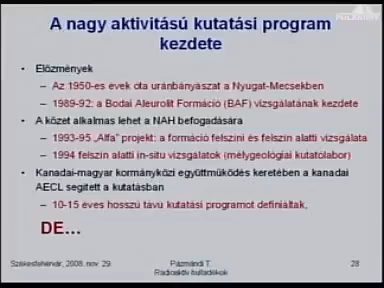 A nagy aktivitású kutatási program
kezdete
• Előzmények
– Az 1950-es évek óta uránbányászat a Nyugat-Mecsekben
– 1989-92: a Bodai Aleurolit Formáció (BAF) vizsgálatának kezdete
• A kőzet alkalmas lehet a NAH befogadására
– 1993-95 „Alfa” projekt: a formáció felszíni és felszín alatti vizsgálata
– 1994 felszín alatti in-situ vizsgálatok (mélygeológiai kutatólabor)
• Kanadai-magyar kormányközi együttműködés keretében a kanadai
AECL segített a kutatásban
– 10-15 éves hosszú távú kutatási programot definiáltak,
DE…
Székesfehérvár, 2008. nov. 29.
Pázmándi T.
Radioaktív hulladékok
28